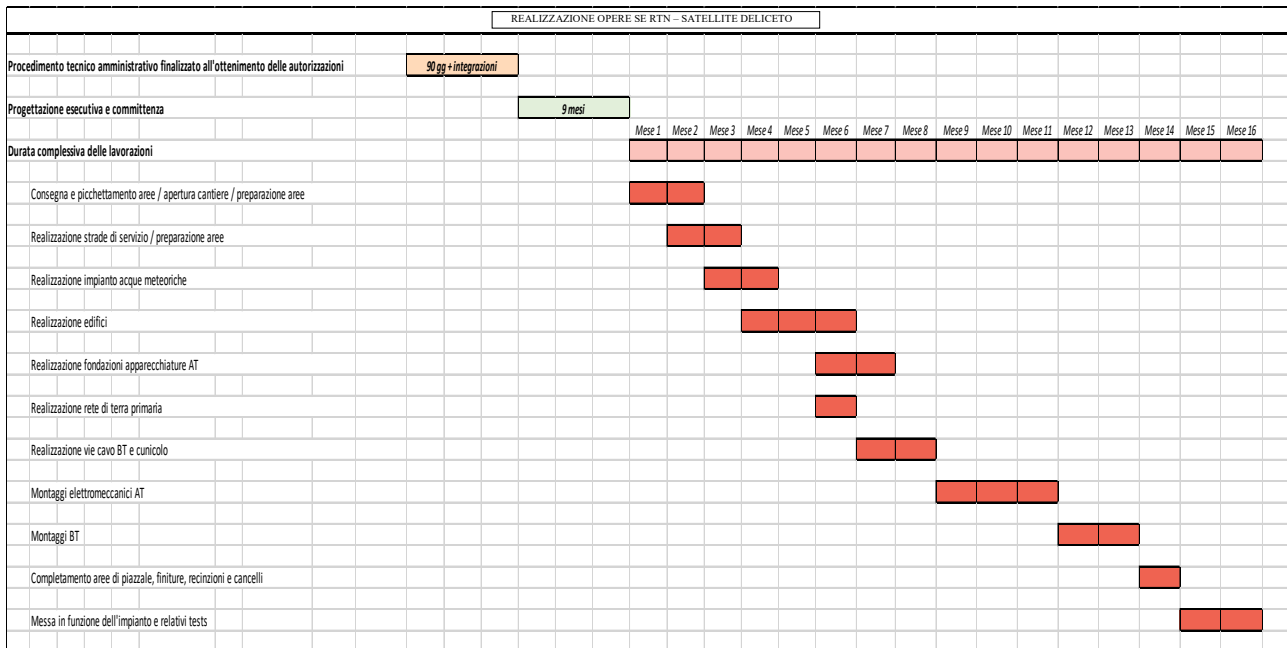 REALIZZAZIONE OPERE SE RTN – SATELLITE DELICETO
Procedimento tecnico amministrativo finalizzato all'ottenimento delle autorizzazioni
90 gg + integrazioni
Progettazione esecutiva e committenza
9 mesi
Mese 1 Mese 2 Mese 3 Mese 4 Mese 5 Mese 6 Mese 7 Mese 8 Mese 9 Mese 10 Mese 11 Mese 12 Mese 13 Mese 14 Mese 15 Mese 16
Durata complessiva delle lavorazioni
Consegna e picchettamento aree / apertura cantiere / preparazione aree
Realizzazione strade di servizio / preparazione aree
Realizzazione impianto acque meteoriche
Realizzazione edifici
Realizzazione fondazioni apparecchiature AT
Realizzazione rete di terra primaria
Realizzazione vie cavo BT e cunicolo
Montaggi elettromeccanici AT
Montaggi BT
Completamento aree di piazzale, finiture, recinzioni e cancelli
Messa in funzione dell'impianto e relativi tests